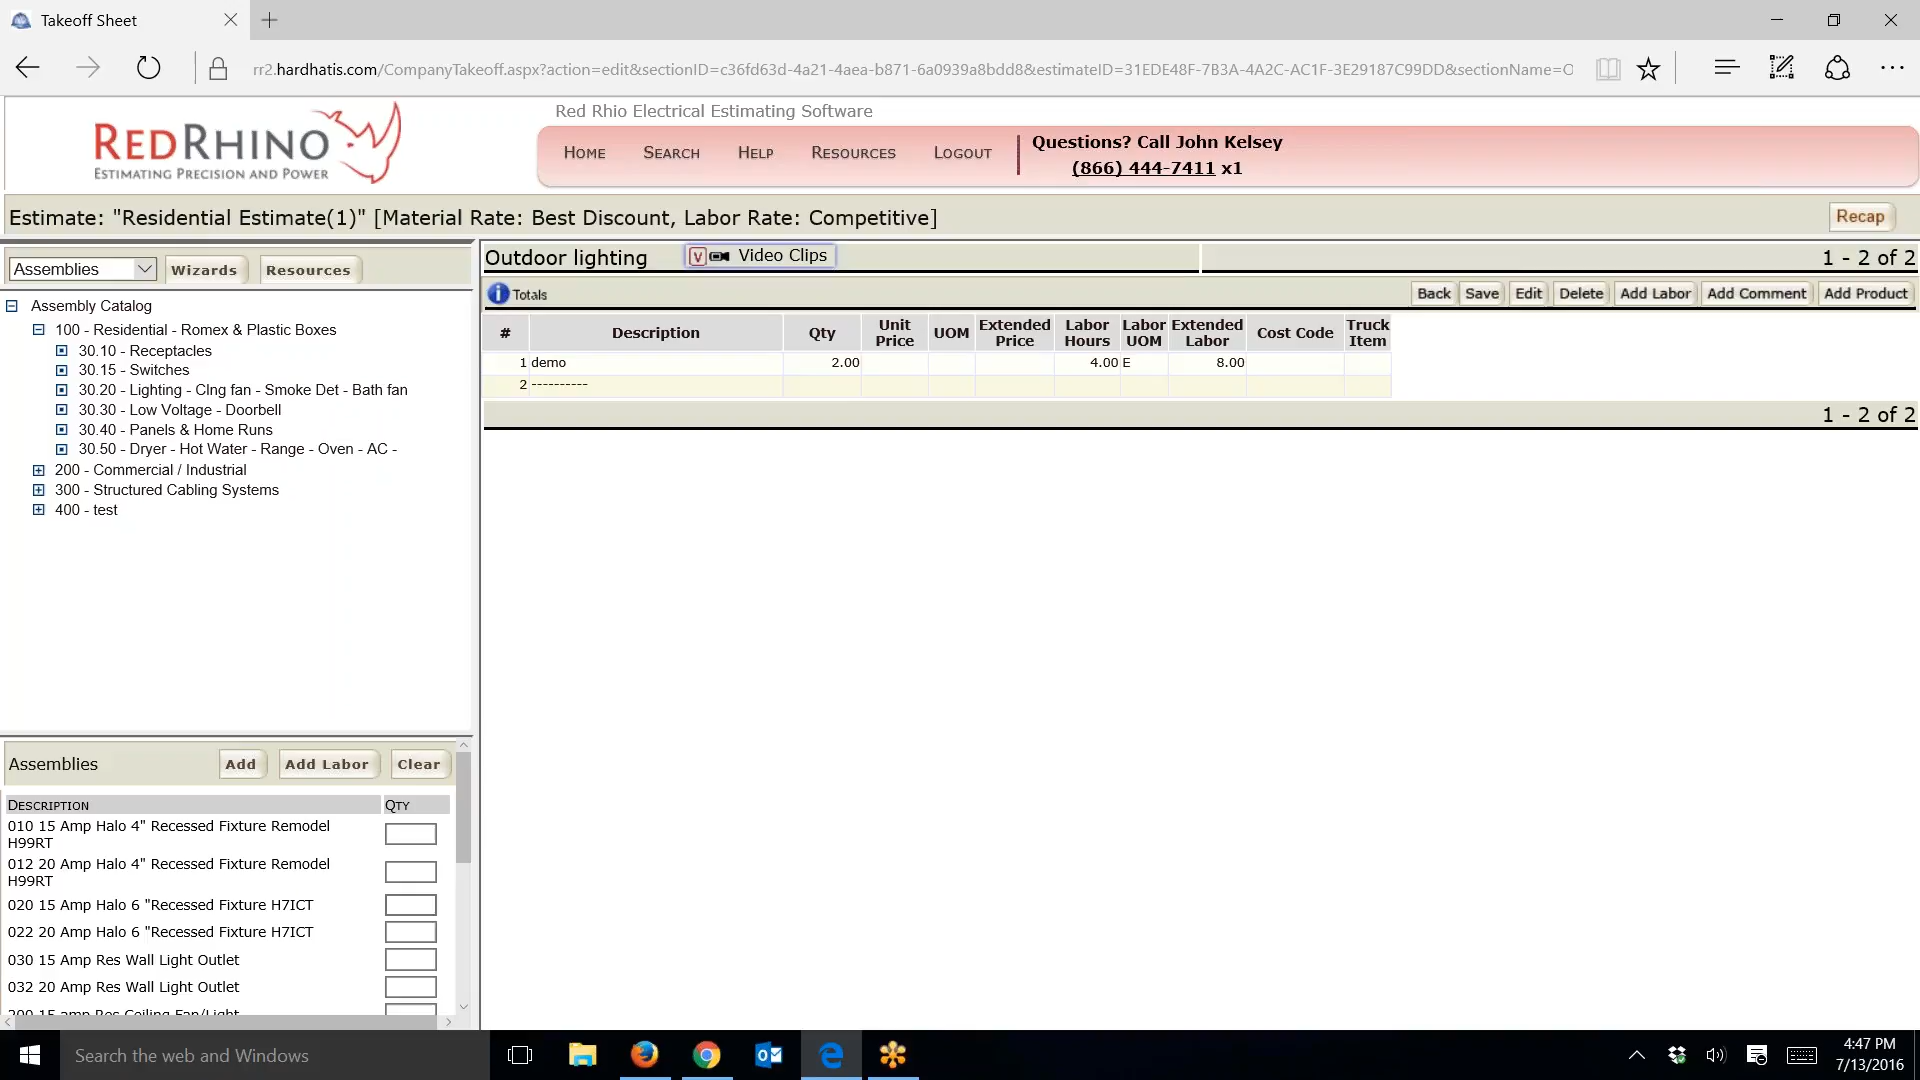 Takeoff Sheet
rr2.hardhatis.com/CompanyTakeoff.aspx?action=edit&sectionID=c36fd63d-4a21-4aea-b871-6a0939a8bdd8&estimateID=31EDE48F-7B3A-4A2C-AC1F-3E29187C99DD&sectionName=O
Red Rhio Electrical Estimating Software
REDRHINO
ESTIMATING PRECISION AND POWER
HOME SEARCH HELP RESOURCES LOGOUT
Questions? Call John Kelsey
(866) 444-7411 x1
Estimate: "Residential Estimate(1)" [Material Rate: Best Discount, Labor Rate: Competitive]
Recap
Assemblies Wizards Resources
Assembly Catalog
100 - Residential - Romex & Plastic Boxes
30.10 - Receptacles
30.15 - Switches
30.20 - Lighting - Clng fan - Smoke Det - Bath fan
30.30 - Low Voltage - Doorbell
30.40 - Panels & Home Runs
30.50 - Dryer - Hot Water - Range - Oven - AC -
200 - Commercial / Industrial
300 - Structured Cabling Systems
400 - test
Assemblies Add Add Labor Clear
DESCRIPTION QTY
010 15 Amp Halo 4" Recessed Fixture Remodel
H99RT
012 20 Amp Halo 4" Recessed Fixture Remodel
H99RT
020 15 Amp Halo 6 "Recessed Fixture H7ICT
022 20 Amp Halo 6 "Recessed Fixture H7ICT
030 15 Amp Res Wall Light Outlet
032 20 Amp Res Wall Light Outlet
200 15 amp Res Ceiling Fan/Light
Outdoor lighting V Video Clips 1 - 2 of 2
i Totals Back Save Edit Delete Add Labor Add Comment Add Product
# Description Qty Unit Price UOM Extended Price Labor Hours Labor UOM Extended Labor Cost Code Truck Item
1 demo 2.00 4.00 E 8.00
2 ----------
1 - 2 of 2
Search the web and Windows
4:47 PM
7/13/2016